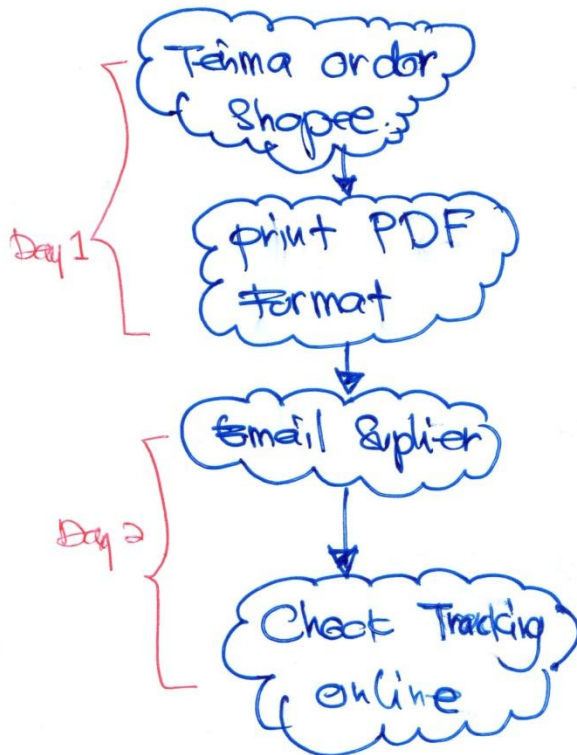 Terima order
Shopee.
Day 1
print PDF
Format
Email Suplier
Day 2
Check Tracking
online